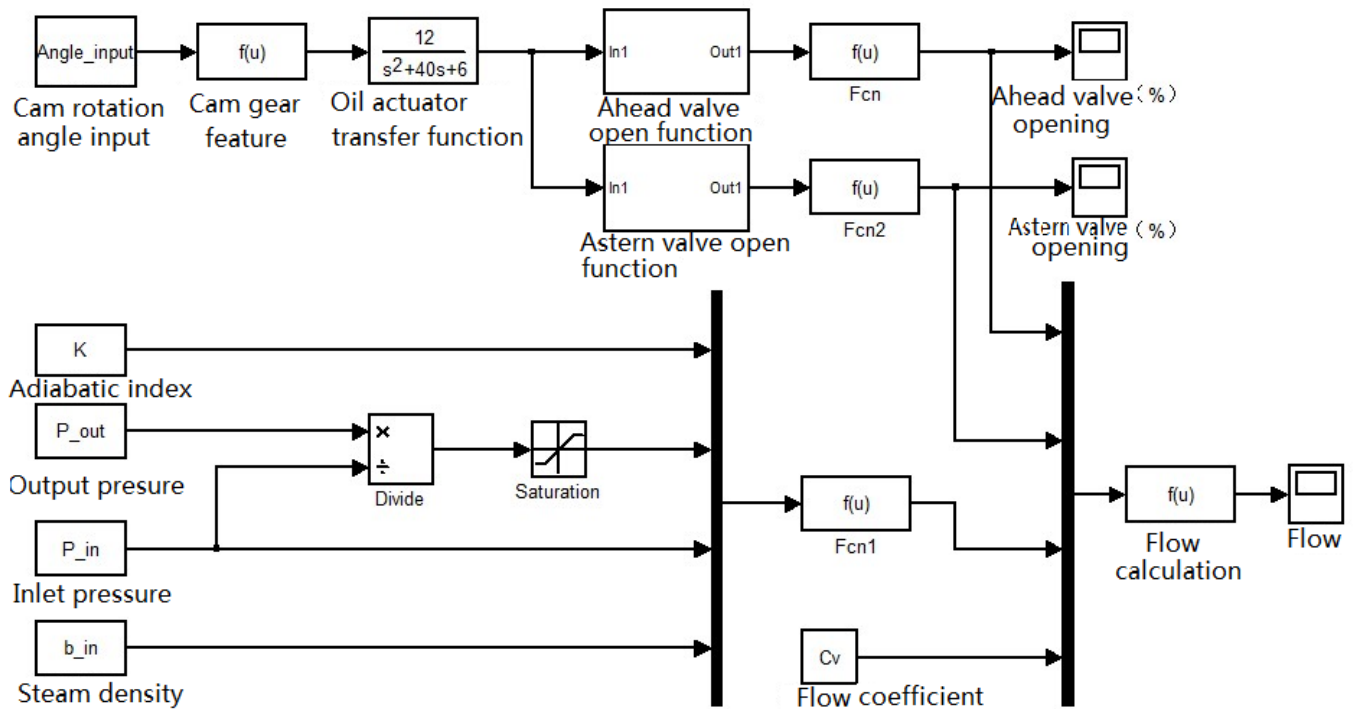 Angle_input
f(u)
12
s²+40s+6
In1
Out1
f(u)
Fcn
Cam rotation
angle input
Cam gear
feature
Oil actuator
transfer function
Ahead valve
open function
Ahead valve（%）
opening
In1
Out1
f(u)
Fcn2
Astern valve open
function
Astern valve（%）
opening
K
Adiabatic index
P_out
Output presure
×
÷
Divide
Saturation
P_in
Inlet pressure
f(u)
Fcn1
f(u)
Flow
calculation
Flow
b_in
Steam density
Cv
Flow coefficient